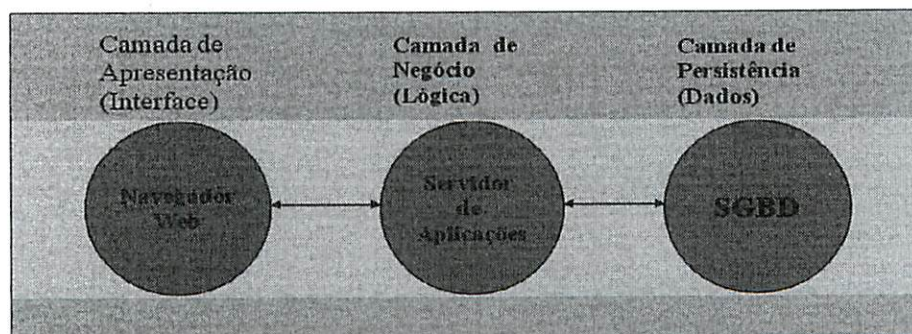 Camada de
Apresentação
(Interface)
Camada de
Negócio
(Lógica)
Camada de
Persistência
(Dados)
Navegador
Web
Servidor
de
Aplicações
SGBD